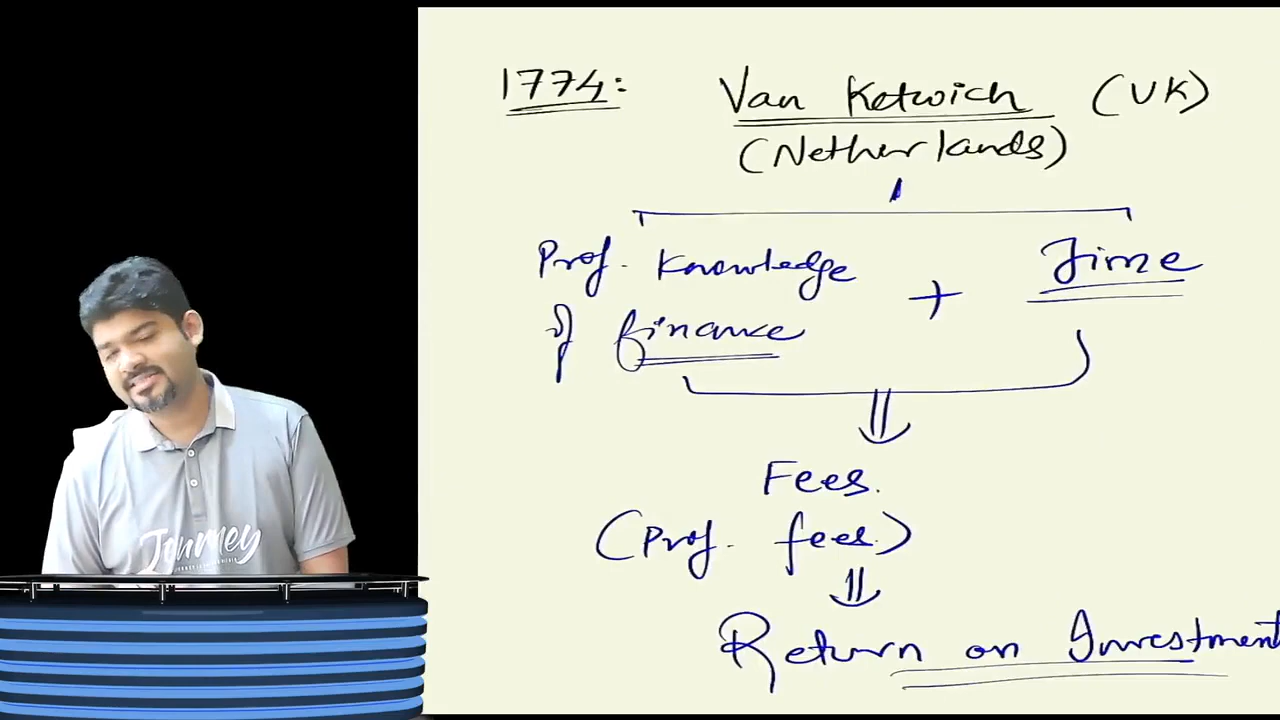 1774: Van Ketwich (UK)
(Netherlands)
Prof. Knowledge + Time
of finance
Fees.
(Prof. fees.)
Return on Investment
Journey